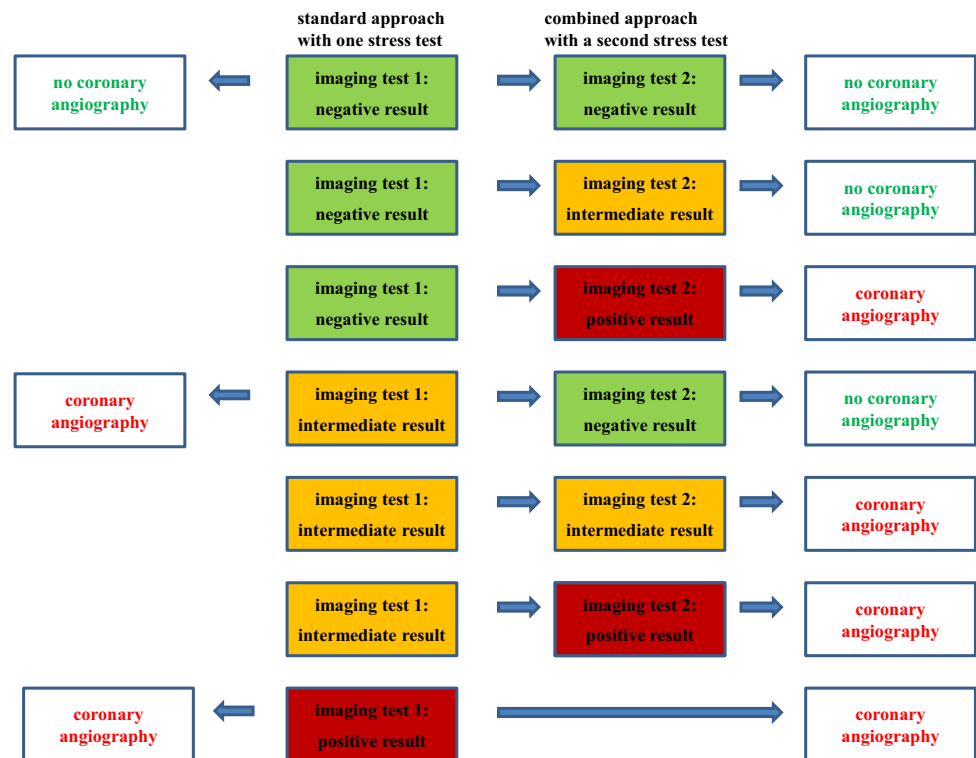 standard approach
with one stress test
combined approach
with a second stress test
no coronary
angiography
imaging test 1:
negative result
imaging test 2:
negative result
no coronary
angiography
imaging test 1:
negative result
imaging test 2:
intermediate result
no coronary
angiography
imaging test 1:
negative result
imaging test 2:
positive result
coronary
angiography
coronary
angiography
imaging test 1:
intermediate result
imaging test 2:
negative result
no coronary
angiography
imaging test 1:
intermediate result
imaging test 2:
intermediate result
coronary
angiography
imaging test 1:
intermediate result
imaging test 2:
positive result
coronary
angiography
coronary
angiography
imaging test 1:
positive result
coronary
angiography